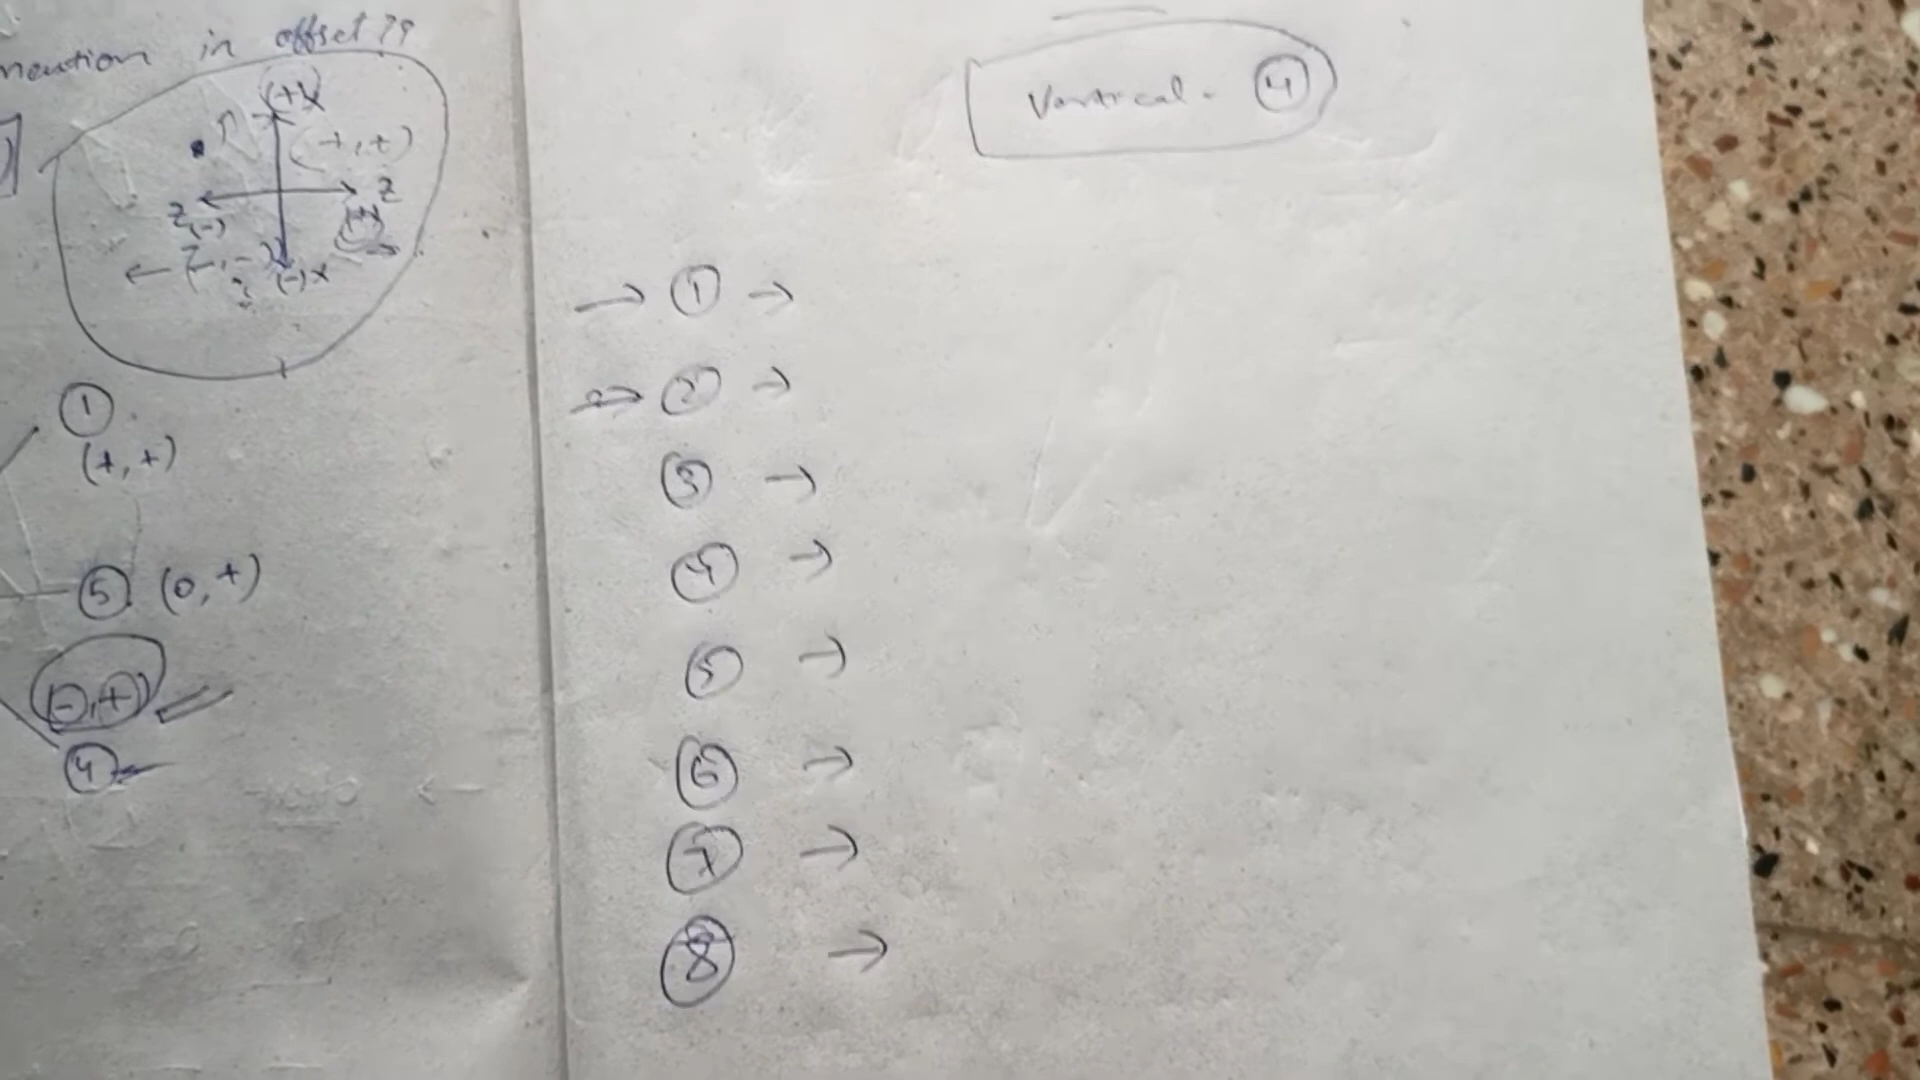 mention in offset ??
(+)X
(+,+)
Z
Z
(-)
(+)
(-,-)
(-)X
1
(+,+)
5 (0,+)
(-,+)
4
Vertical - 4
→ 1 →
→ 2 →
3 →
4 →
5 →
6 →
7 →
8 →